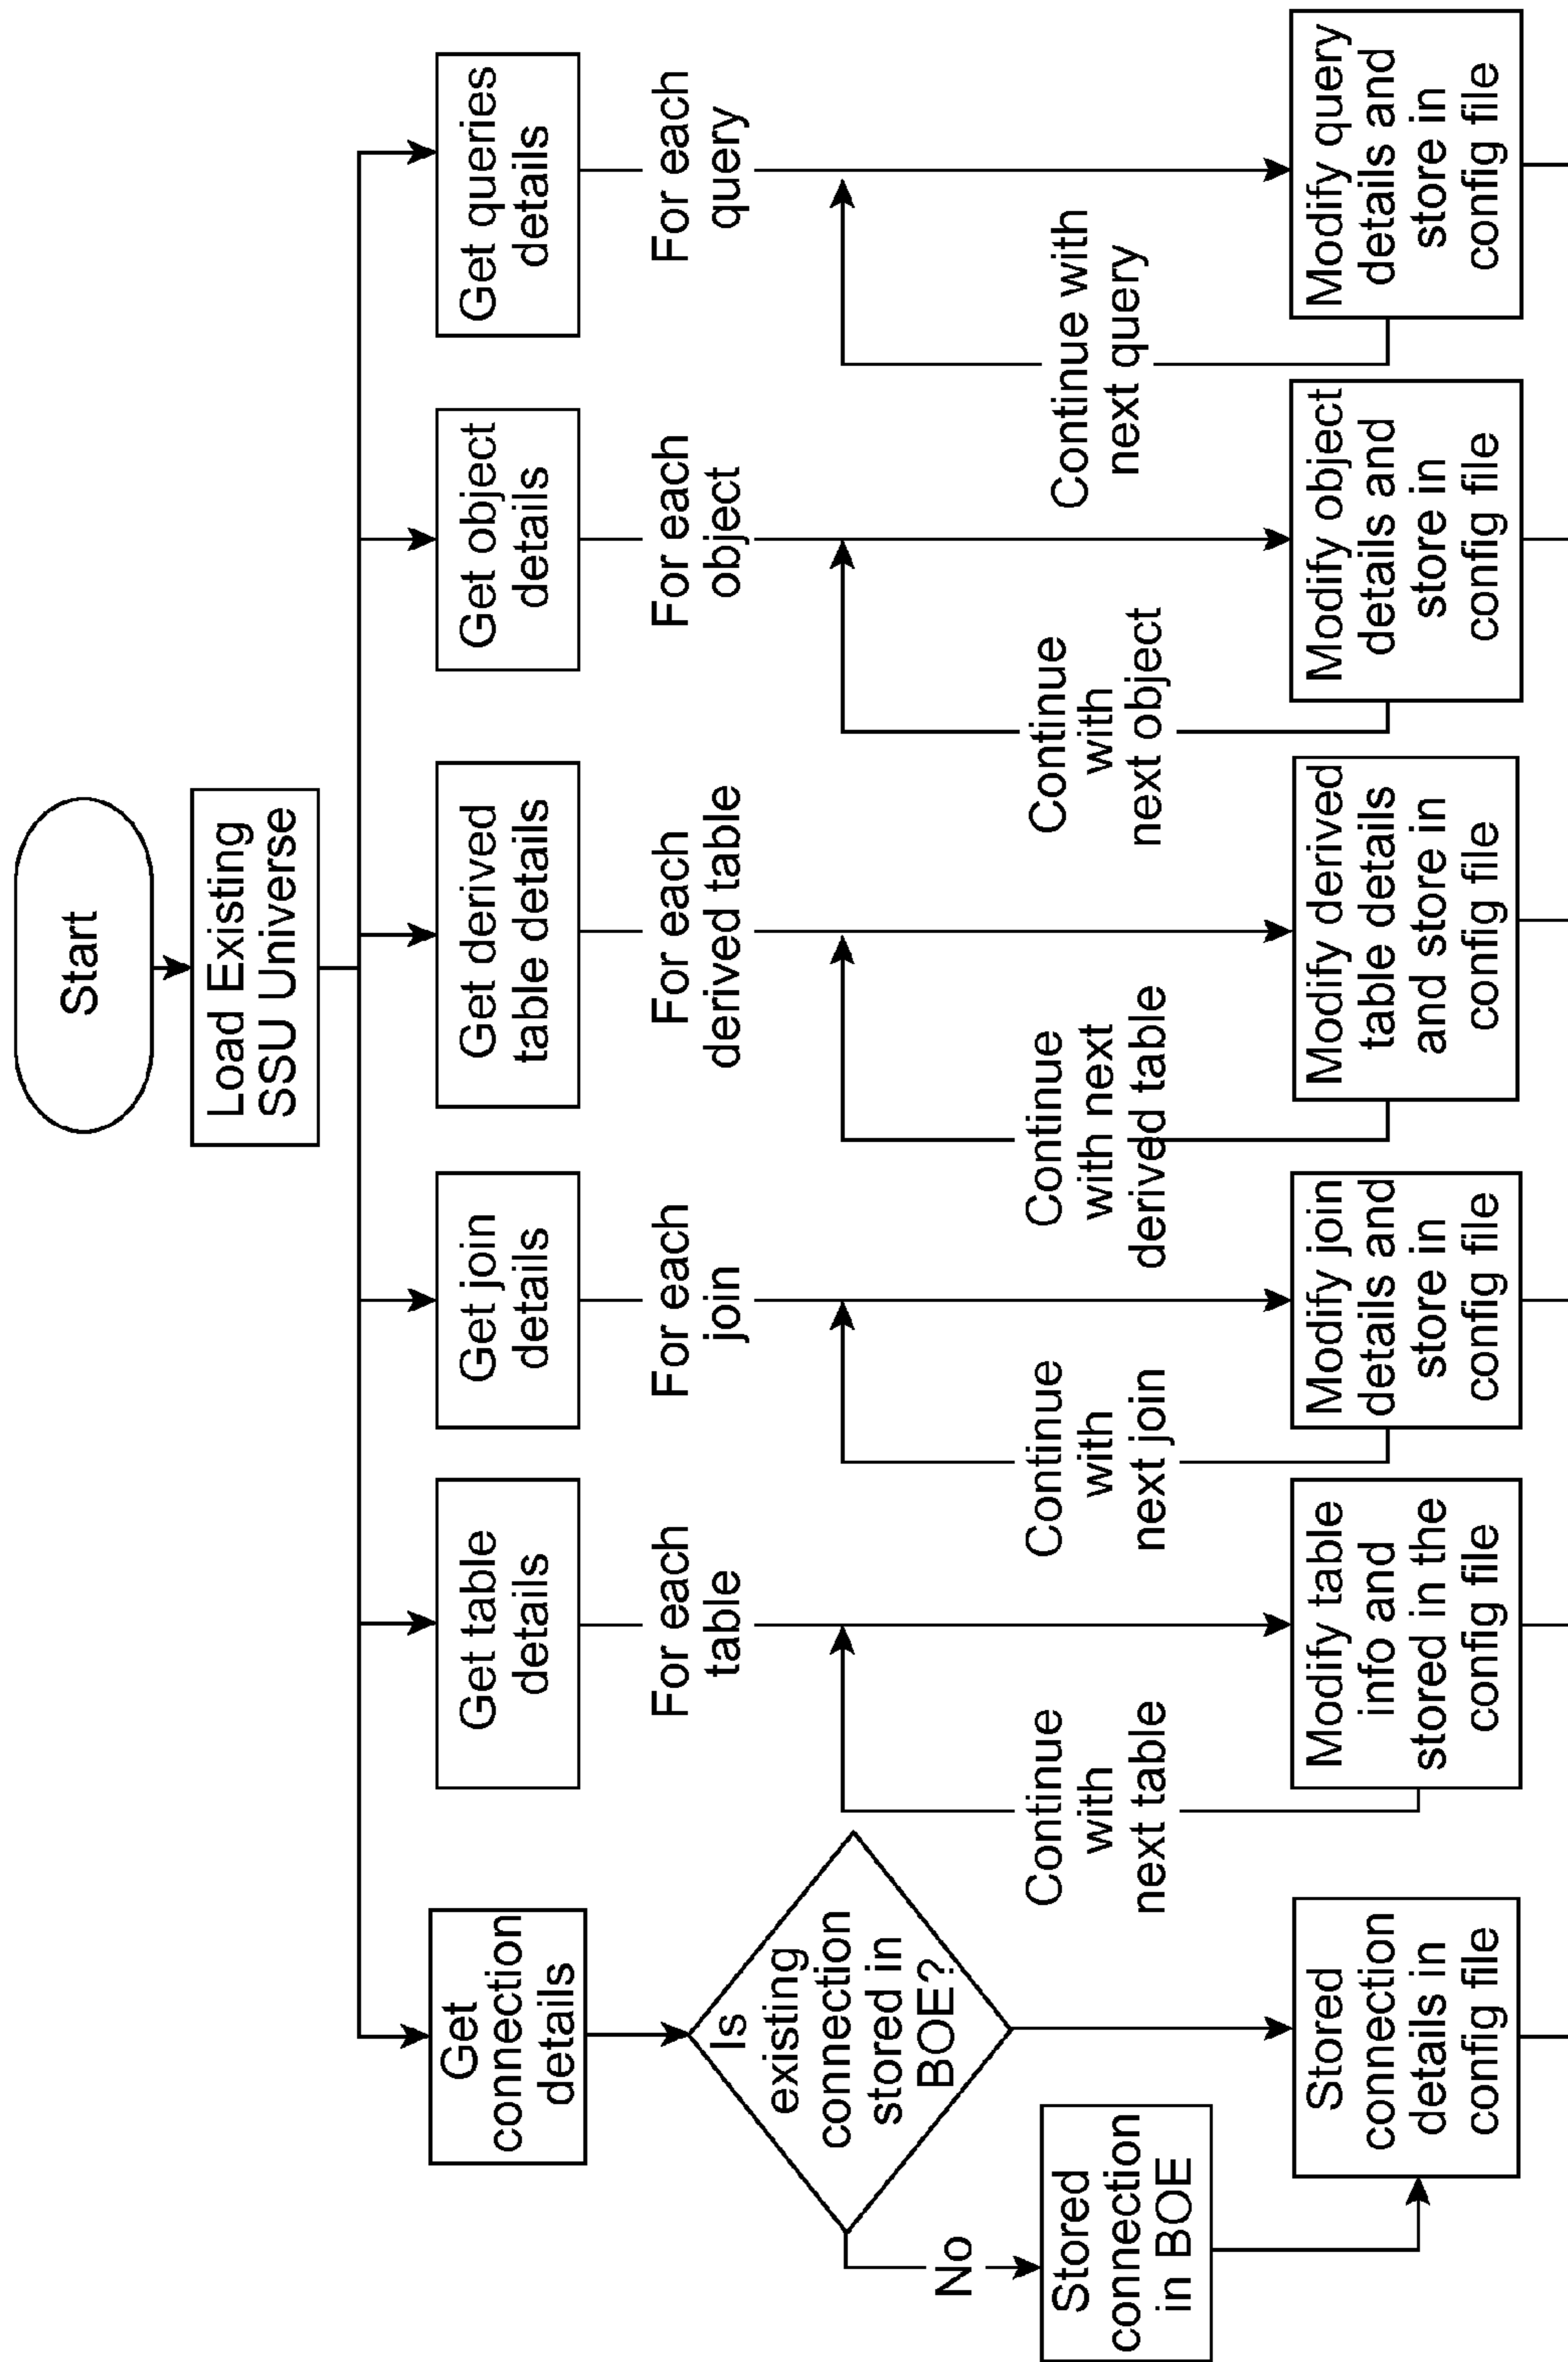 Start
Load Existing
SSU Universe
Get
connection
details
Get table
details
Get join
details
Get derived
table details
Get object
details
Get queries
details
Is
existing
connection
stored in
BOE?
For each
table
For each
join
For each
derived table
For each
object
For each
query
No
Stored
connection
in BOE
Continue
with
next table
Continue
with
next join
Continue
with next
derived table
Continue
with
next object
Continue with
next query
Stored
connection
details in
config file
Modify table
info and
stored in the
config file
Modify join
details and
store in
config file
Modify derived
table details
and store in
config file
Modify object
details and
store in
config file
Modify query
details and
store in
config file